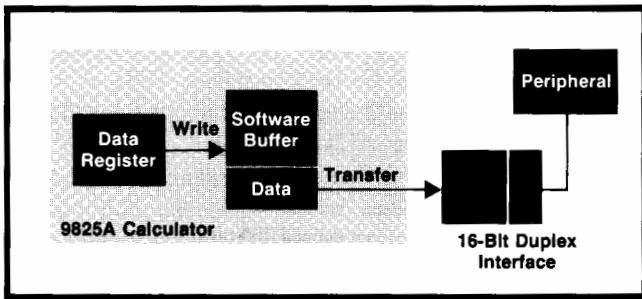 Peripheral
Software
Buffer
Write
Data
Register
Data
Transfer
9825A Calculator
16-Bit Duplex
Interface